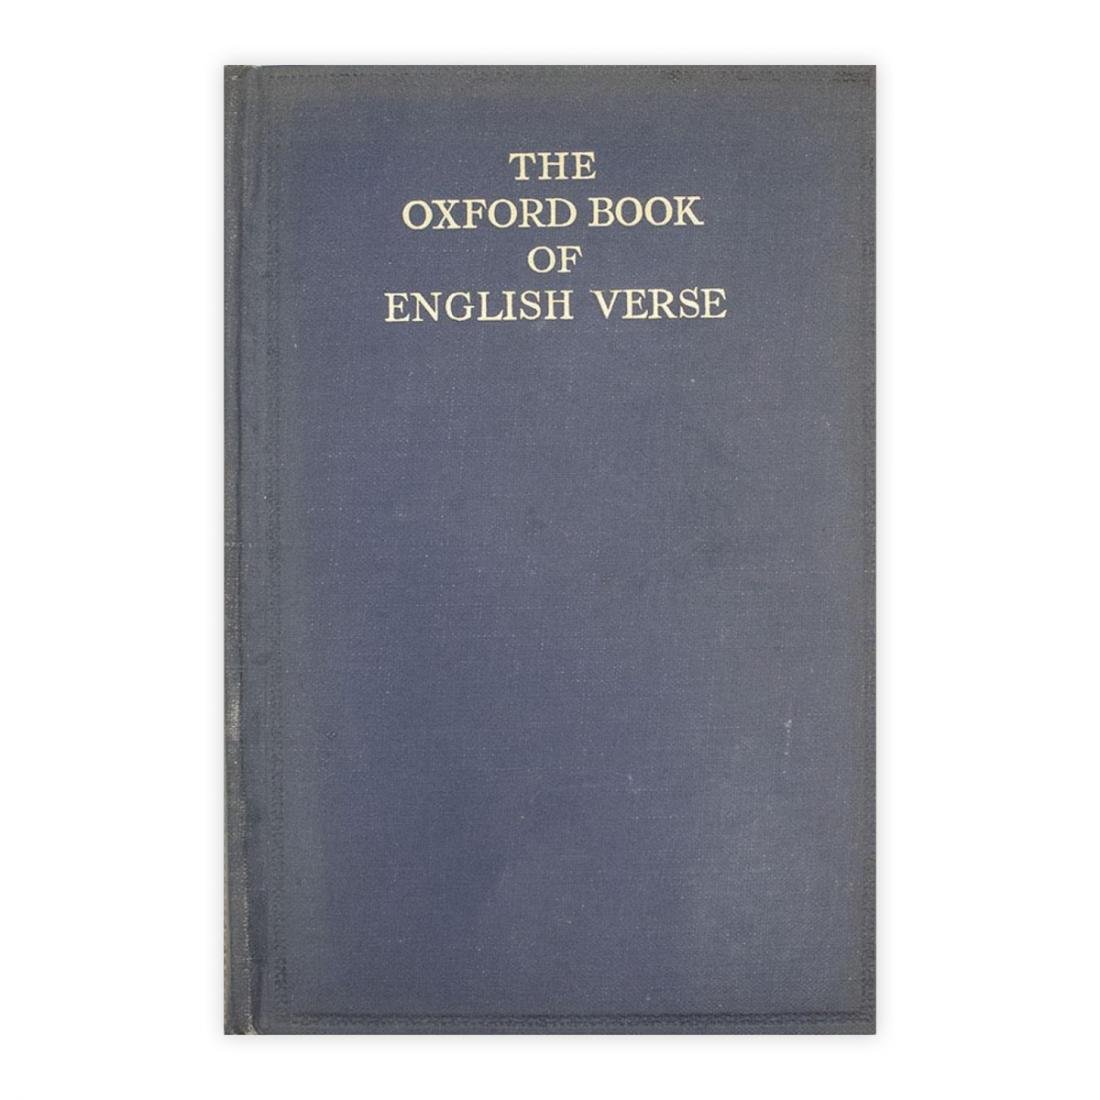 THE
OXFORD BOOK
OF
ENGLISH VERSE